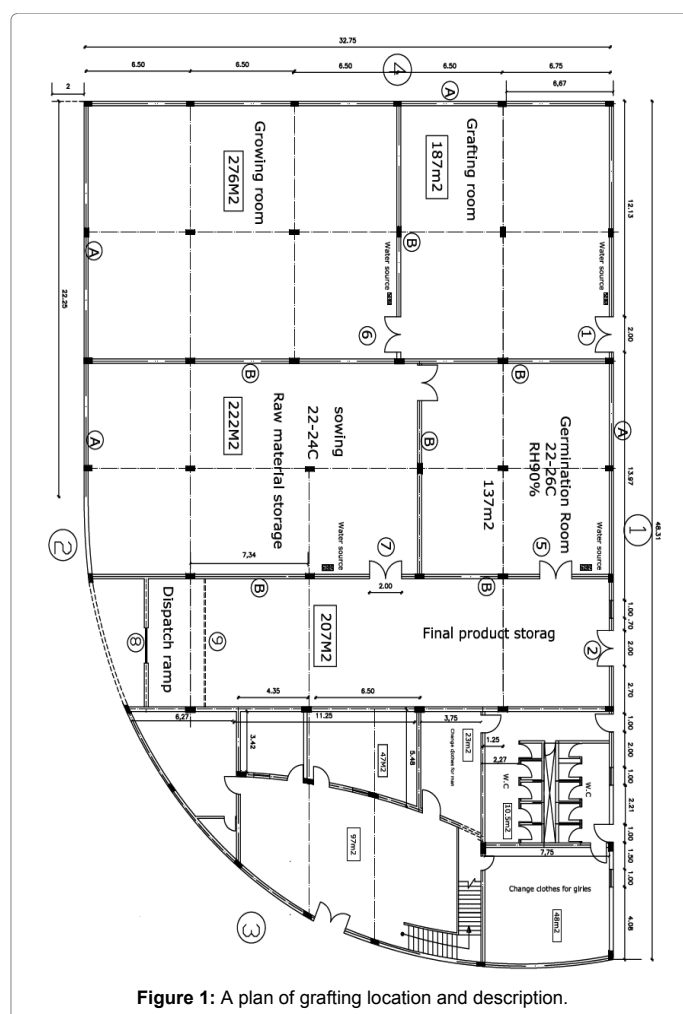 32.75
6.50
6.50
6.50
6.50
6.75
4
6,67
2
A
Growing room
276M2
Grafting room
187m2
12.13
A
B
Water source
Water source
22.25
6
1
2.00
B
B
A
222M2
Raw material storage
sowing
22-24C
B
Germination Room
22-26C
RH90%
137m2
A
13.97
1
48.31
Water source
Water source
7,34
7
5
2
2.00
B
B
1.00
.70
Dispatch ramp
8
9
207M2
Final product storag
2
2.00
2.70
4.35
6.50
6,27
11.25
3,75
3.42
47M2
5.48
Change clothes for man
23m2
1.25
2,27
W.C
10.5m2
W.C
1.00
2.00
1.00
2.21
1.00
1.50
1.00
97m2
7,75
Change clothes for girles
48m2
4.08
3
Figure 1: A plan of grafting location and description.